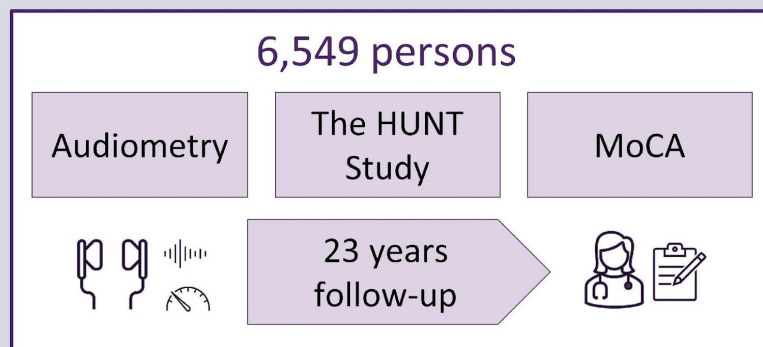 6,549 persons
Audiometry
The HUNT
Study
MoCA
23 years
follow-up